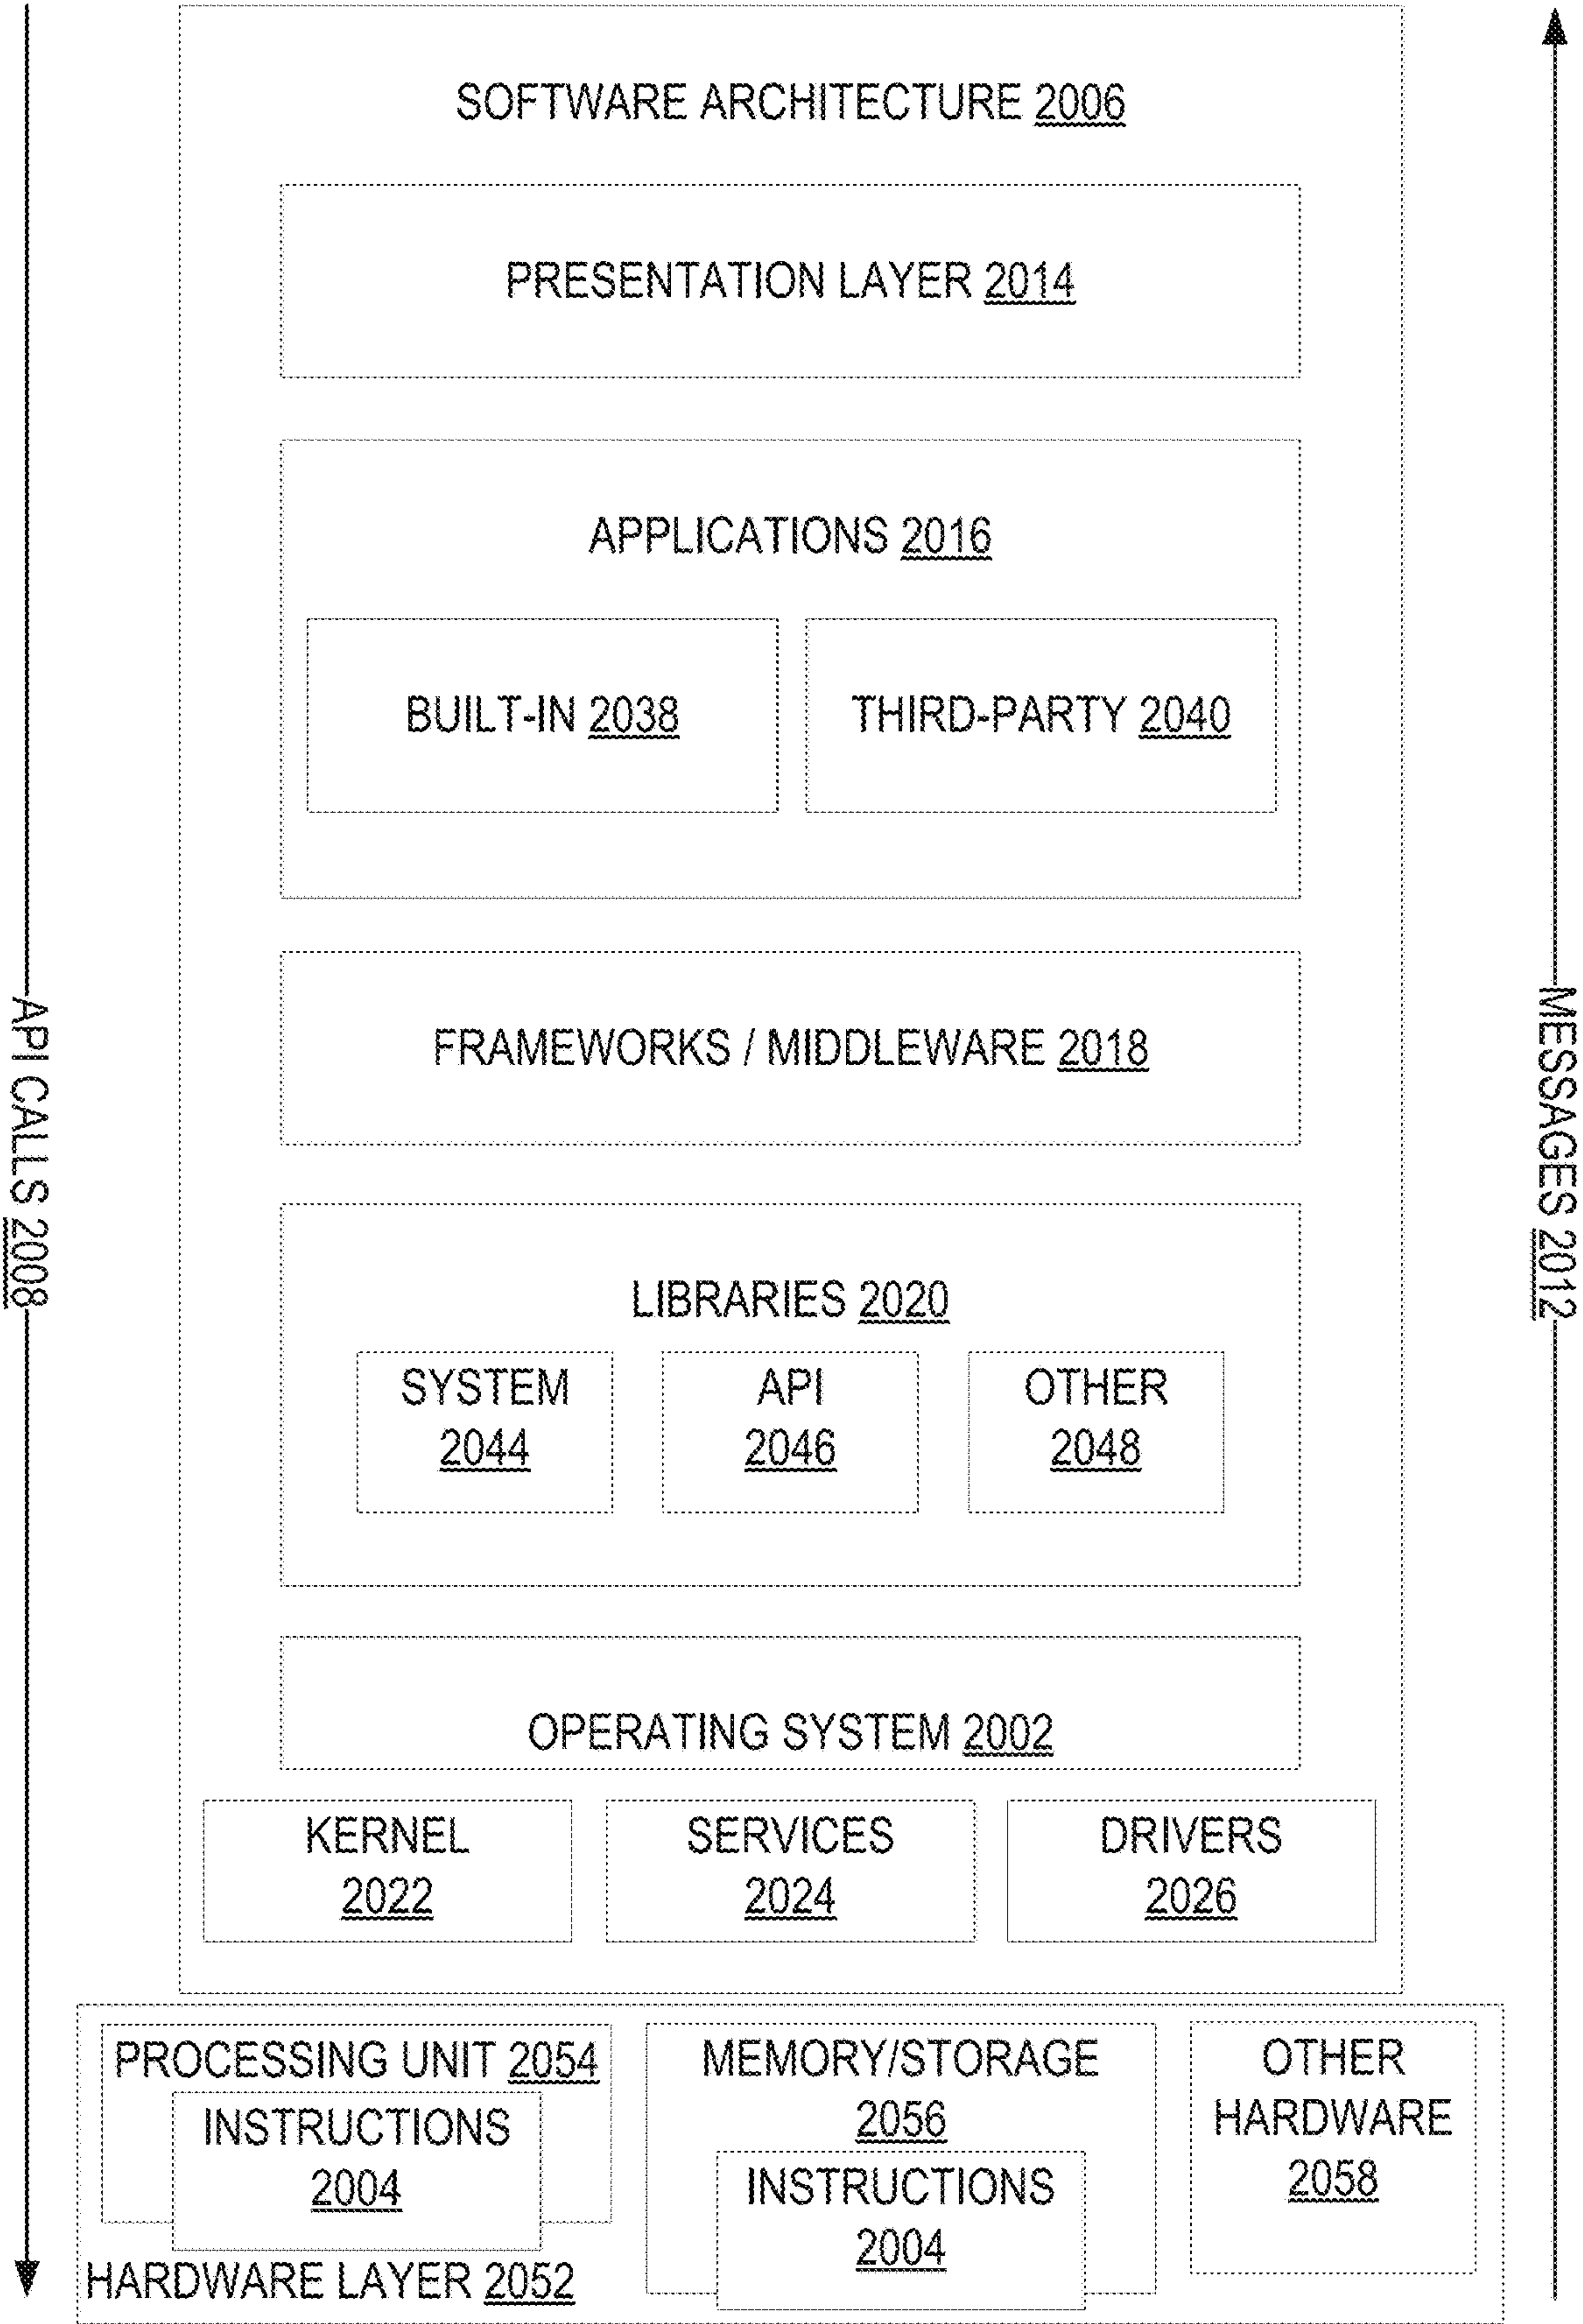 SOFTWARE ARCHITECTURE 2006
PRESENTATION LAYER 2014
APPLICATIONS 2016
BUILT-IN 2038
THIRD-PARTY 2040
FRAMEWORKS / MIDDLEWARE 2018
LIBRARIES 2020
SYSTEM
2044
API
2046
OTHER
2048
OPERATING SYSTEM 2002
KERNEL
2022
SERVICES
2024
DRIVERS
2026
PROCESSING UNIT 2054
INSTRUCTIONS
2004
MEMORY/STORAGE
2056
INSTRUCTIONS
2004
OTHER
HARDWARE
2058
HARDWARE LAYER 2052
API CALLS 2008
MESSAGES 2012